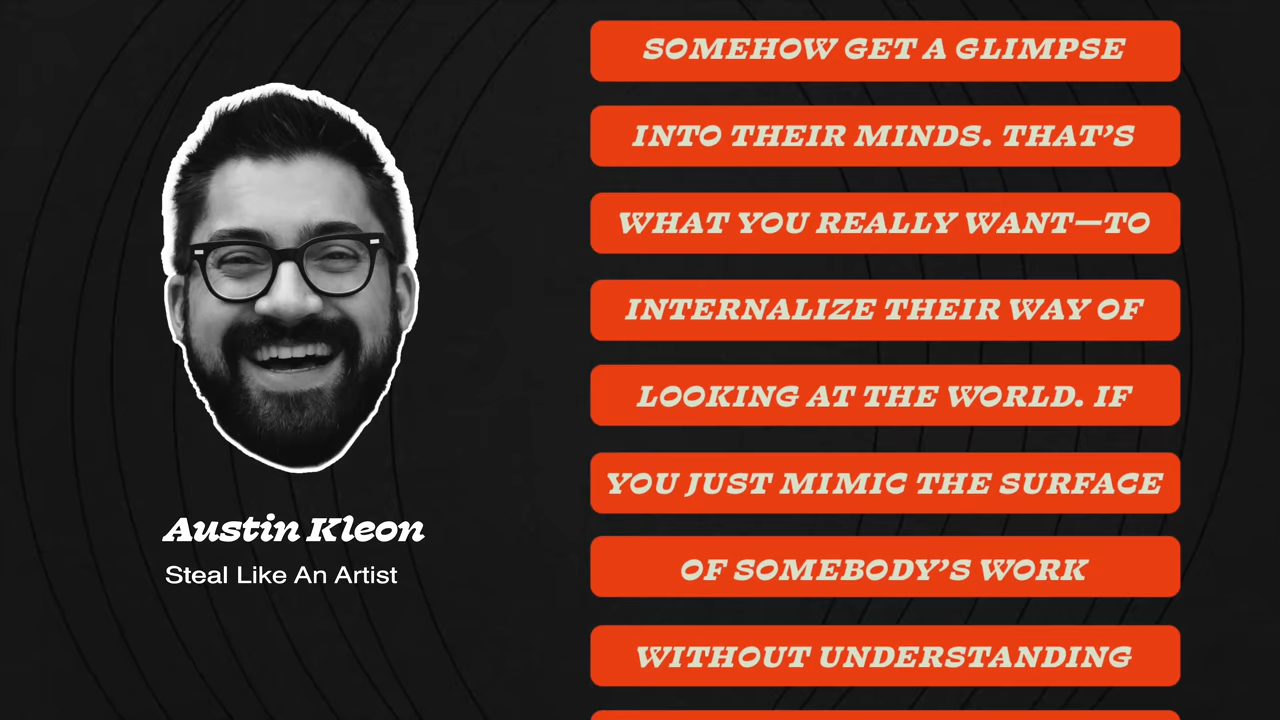 Austin Kleon
Steal Like An Artist
SOMEHOW GET A GLIMPSE
INTO THEIR MINDS. THAT'S
WHAT YOU REALLY WANT—TO
INTERNALIZE THEIR WAY OF
LOOKING AT THE WORLD. IF
YOU JUST MIMIC THE SURFACE
OF SOMEBODY'S WORK
WITHOUT UNDERSTANDING